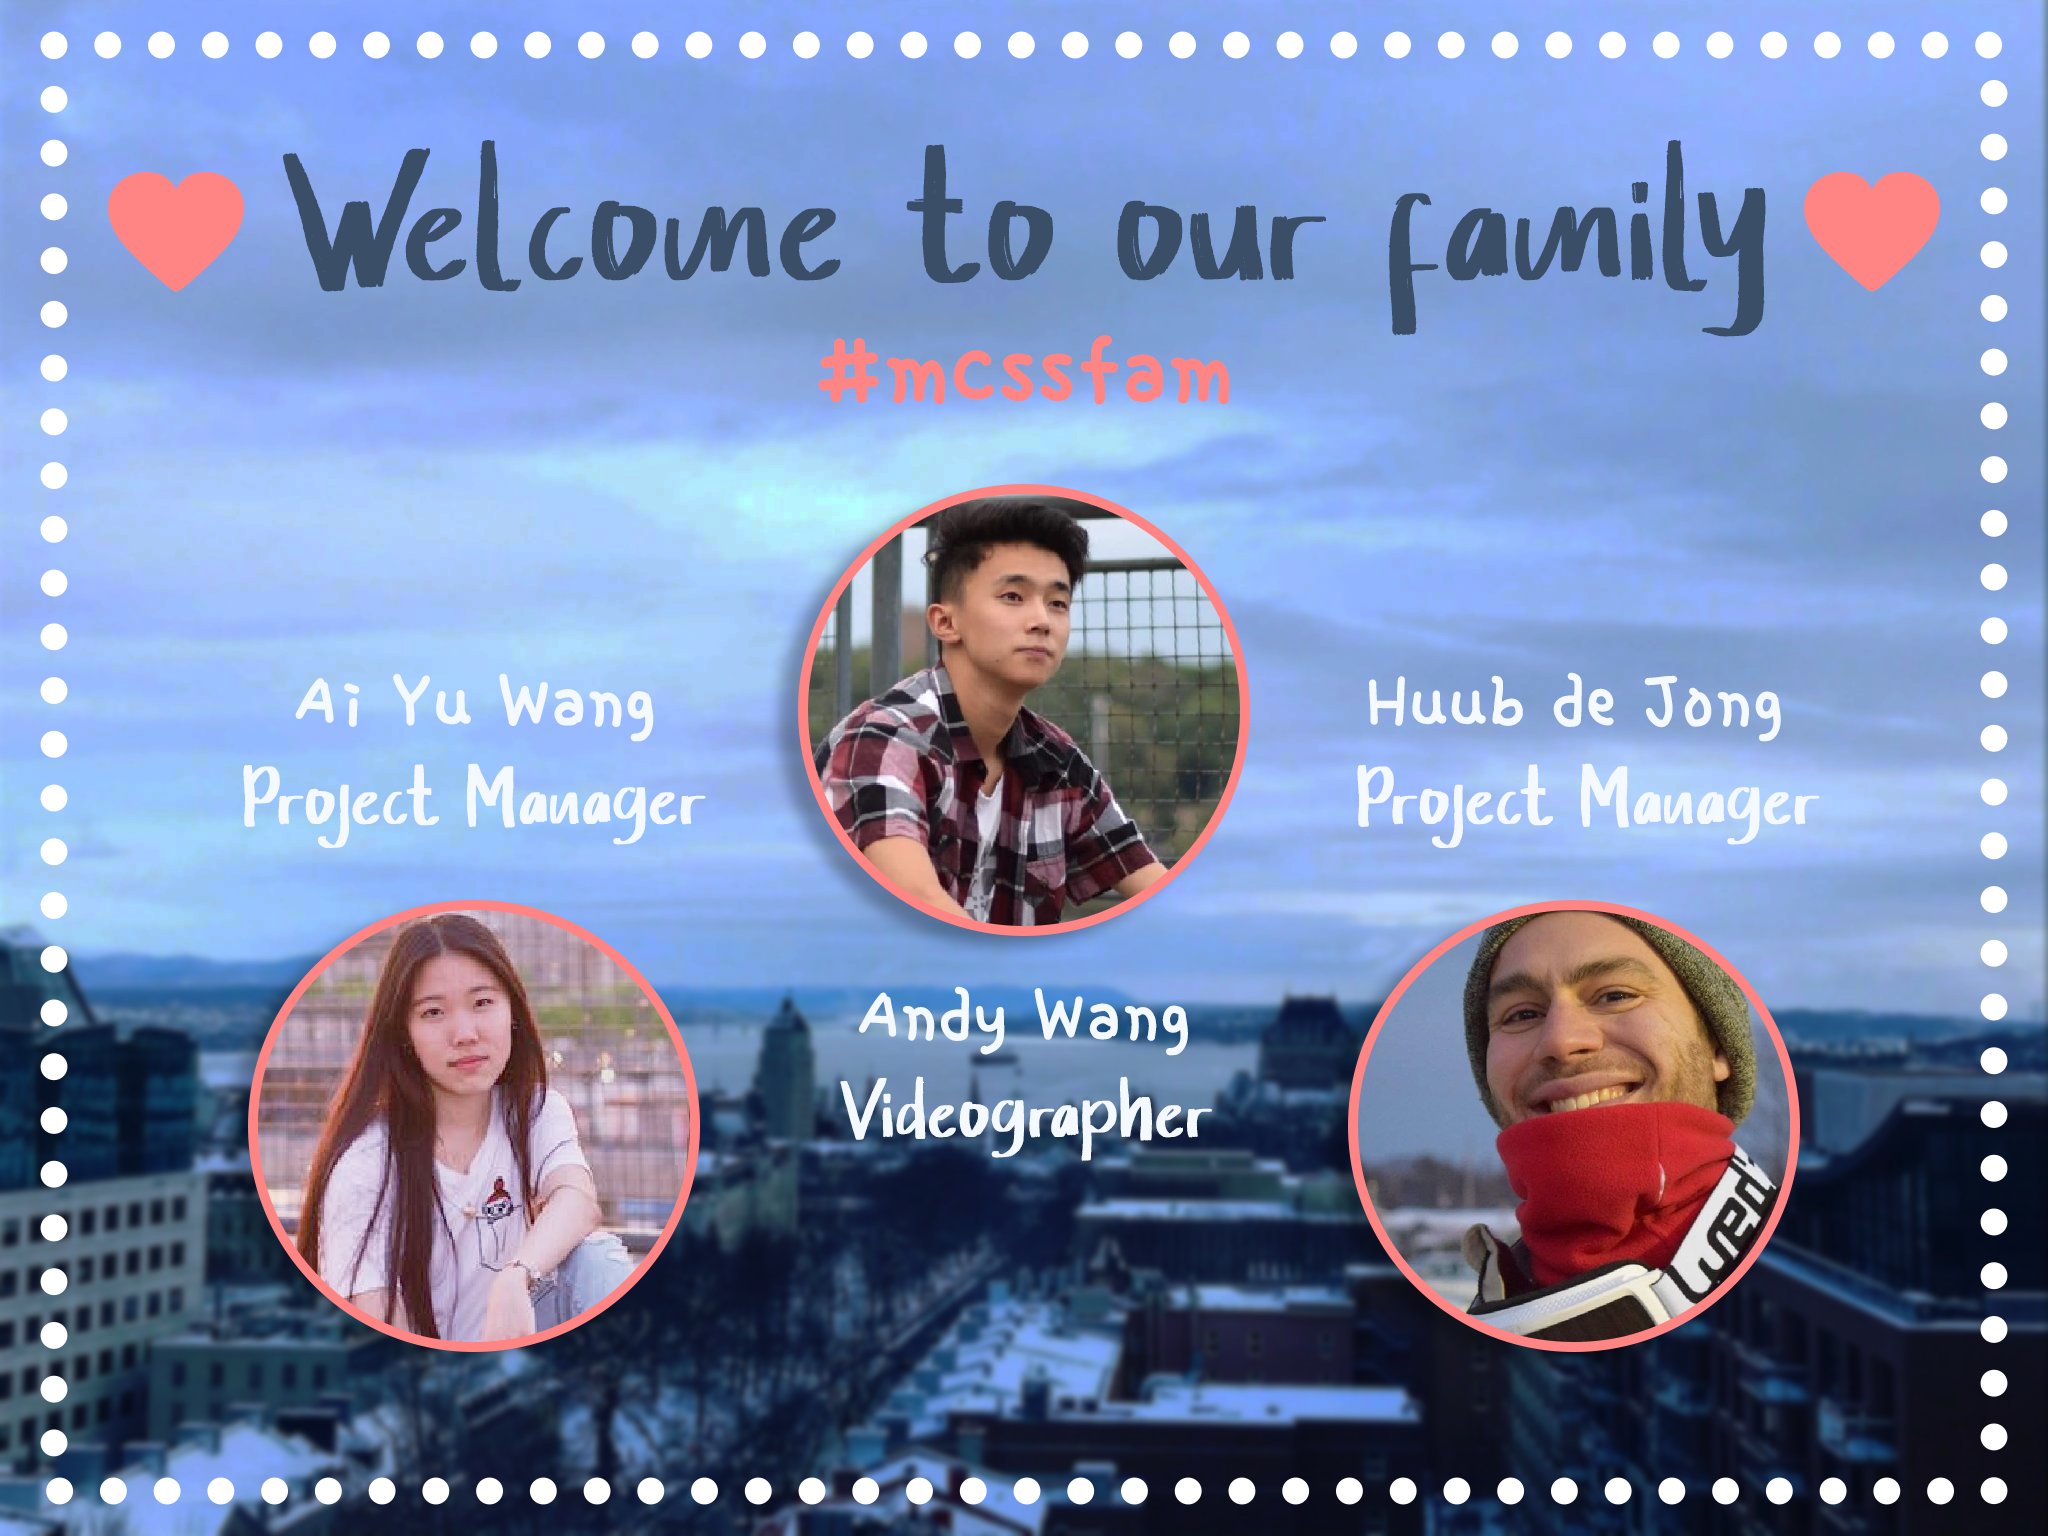 Welcome to our family
#mcssfam
Ai Yu Wang
Project Manager
Huub de Jong
Project Manager
Andy Wang
Videographer